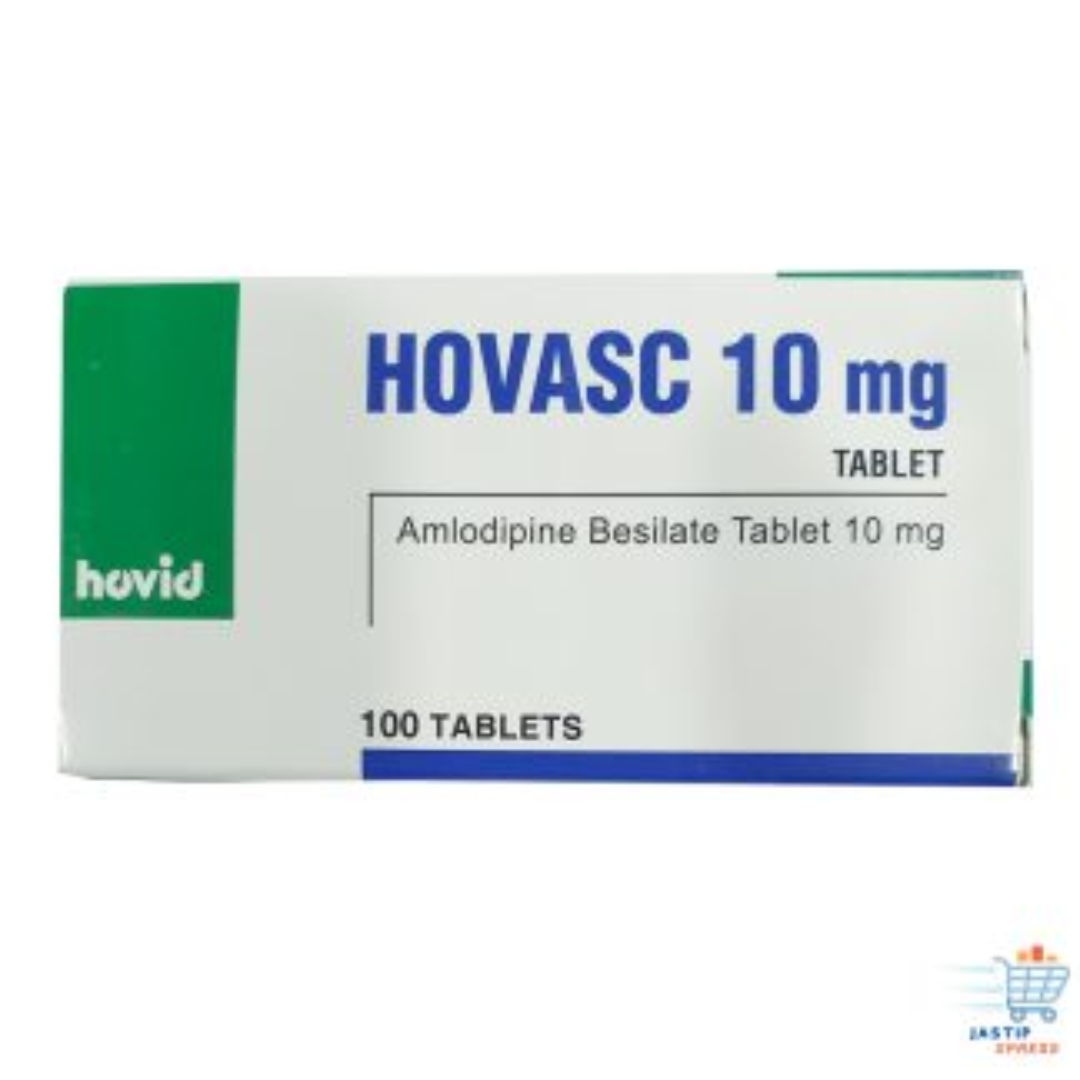 HOVASC 10 mg
TABLET
Amlodipine Besilate Tablet 10 mg
hovid
100 TABLETS
JASTIP